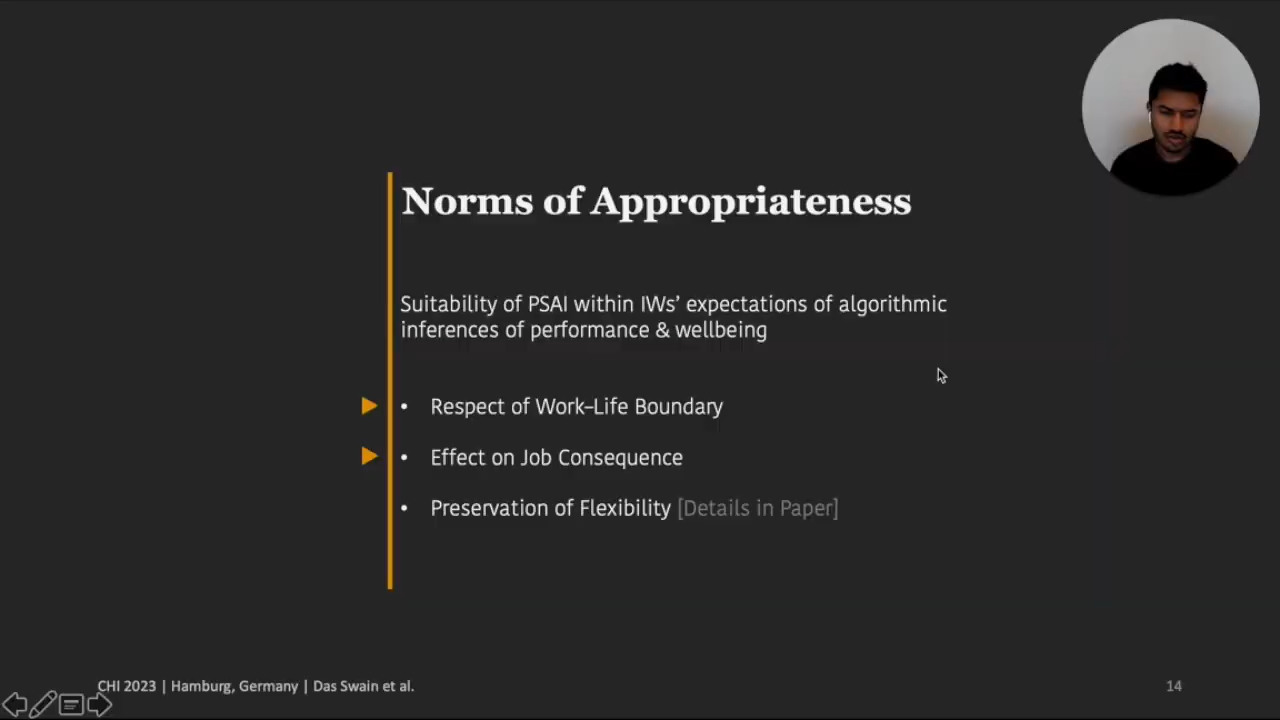 Norms of Appropriateness
Suitability of PSAI within IWs’ expectations of algorithmic
inferences of performance & wellbeing
• Respect of Work–Life Boundary
• Effect on Job Consequence
• Preservation of Flexibility [Details in Paper]
CHI 2023 | Hamburg, Germany | Das Swain et al.
14